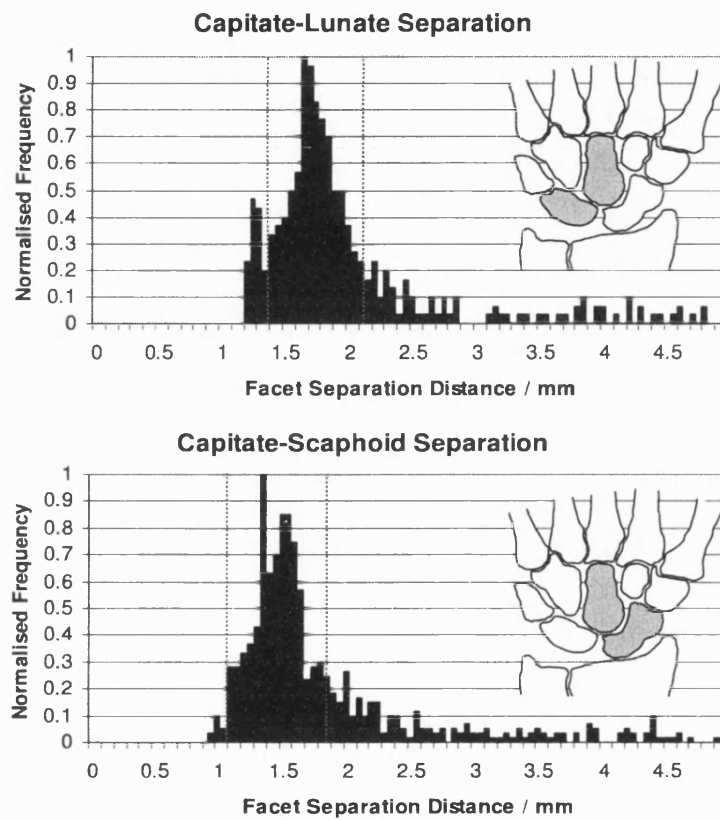 Capitate-Lunate Separation
1
0.9
0.8
0.7
0.6
0.5
0.4
0.3
0.2
0.1
0
Normalised Frequency
0 0.5 1 1.5 2 2.5 3 3.5 4 4.5
Facet Separation Distance / mm
Capitate-Scaphoid Separation
1
0.9
0.8
0.7
0.6
0.5
0.4
0.3
0.2
0.1
0
Normalised Frequency
0 0.5 1 1.5 2 2.5 3 3.5 4 4.5
Facet Separation Distance / mm